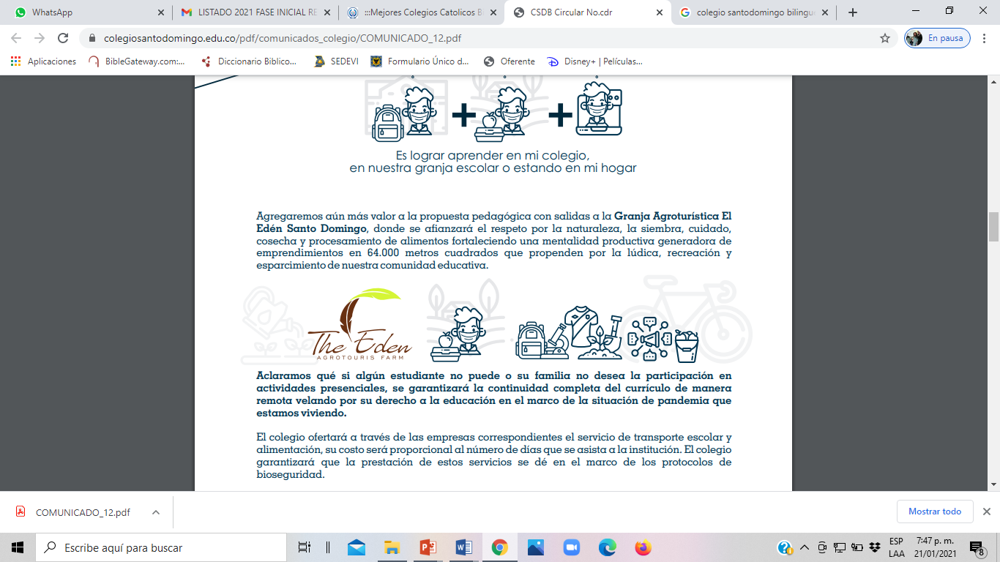 WhatsApp
LISTADO 2021 FASE INICIAL RE
:::Mejores Colegios Catolicos B
CSDB Circular No.cdr
colegio santodomingo bilingu
colegiosantodomingo.edu.co/pdf/comunicados_colegio/COMUNICADO_12.pdf
En pausa
Aplicaciones
BibleGateway.com:...
Diccionario Biblico...
SEDEVI
Formulario Único d...
Oferente
Disney+ | Películas...
Es lograr aprender en mi colegio,
en nuestra granja escolar o estando en mi hogar
Agregaremos aún más valor a la propuesta pedagógica con salidas a la Granja Agroturística El
Edén Santo Domingo, donde se afianzará el respeto por la naturaleza, la siembra, cuidado,
cosecha y procesamiento de alimentos fortaleciendo una mentalidad productiva generadora de
emprendimientos en 64.000 metros cuadrados que propenden por la lúdica, recreación y
esparcimiento de nuestra comunidad educativa.
The Eden
AGROTOURIS FARM
Aclaramos qué si algún estudiante no puede o su familia no desea la participación en
actividades presenciales, se garantizará la continuidad completa del currículo de manera
remota velando por su derecho a la educación en el marco de la situación de pandemia que
estamos viviendo.
El colegio ofertará a través de las empresas correspondientes el servicio de transporte escolar y
alimentación, su costo será proporcional al número de días que se asista a la institución. El colegio
garantizará que la prestación de estos servicios se dé en el marco de los protocolos de
bioseguridad.
COMUNICADO_12.pdf
Mostrar todo
Escribe aquí para buscar
ESP
LAA
7:47 p. m.
21/01/2021
8